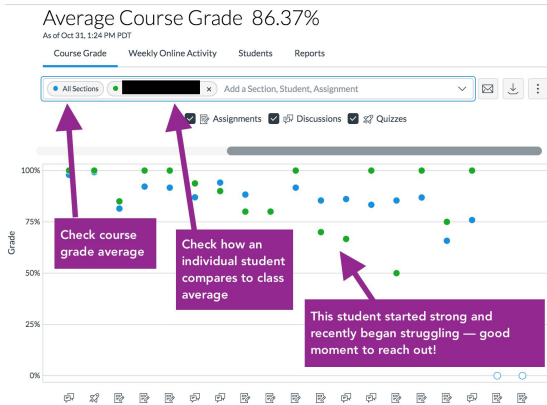 Average Course Grade 86.37%
As of Oct 31, 1:24 PM PDT
Course Grade Weekly Online Activity Students Reports
All Sections × Add a Section, Student, Assignment
Assignments Discussions Quizzes
100%
75%
50%
25%
0%
Grade
Check course
grade average
Check how an
individual student
compares to class
average
This student started strong and
recently began struggling — good
moment to reach out!